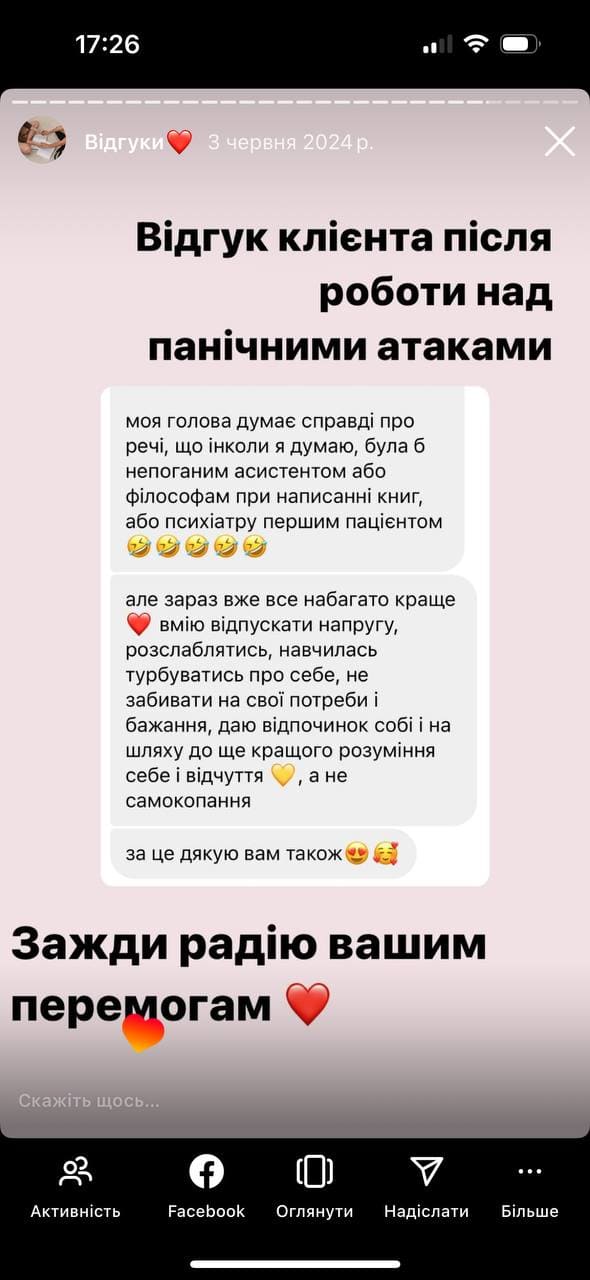 17:26
Відгуки❤️ 3 червня 2024 р.
Відгук клієнта після
роботи над
панічними атаками
моя голова думає справді про
речі, що інколи я думаю, була б
непоганим асистентом або
філософам при написанні книг,
або психіатру першим пацієнтом
🤣🤣🤣🤣🤣
але зараз вже все набагато краще
❤️ вмію відпускати напругу,
розслаблятись, навчилась
турбуватись про себе, не
забивати на свої потреби і
бажання, даю відпочинок собі і на
шляху до ще кращого розуміння
себе і відчуття 💛, а не
самокопання
за це дякую вам також😍🥰
Зажди радію вашим
перемогам ❤️
Скажіть щось...
Активність Facebook Оглянути Надіслати Більше